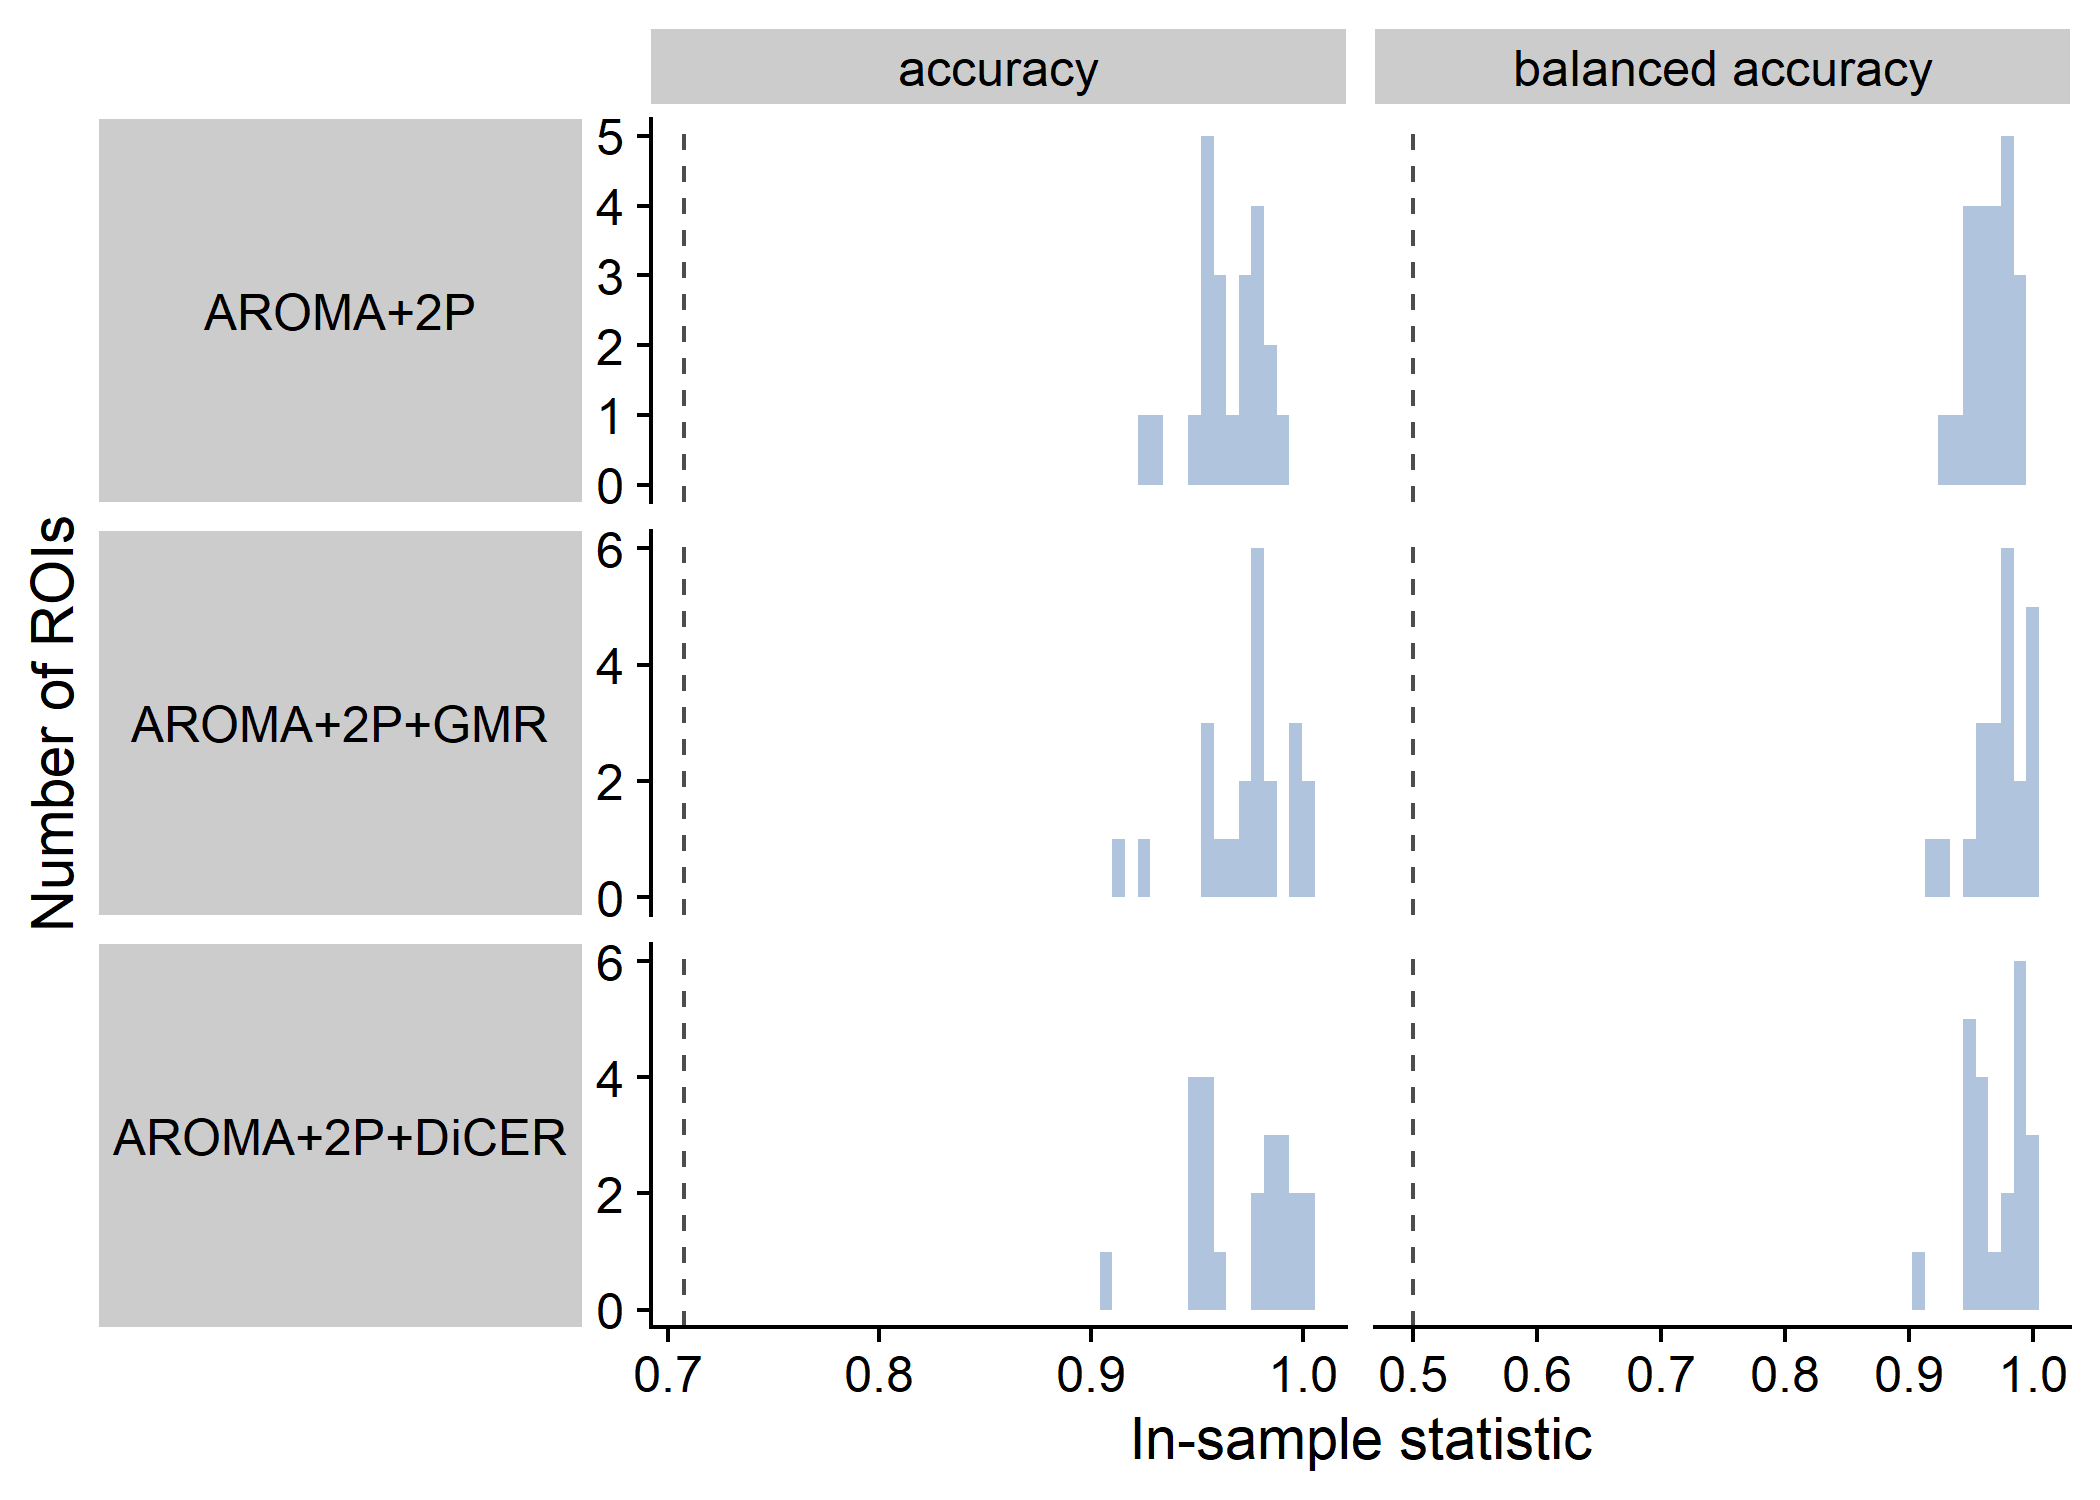 accuracy
balanced accuracy
Number of ROIs
AROMA+2P
5
4
3
2
1
0
AROMA+2P+GMR
6
4
2
0
AROMA+2P+DiCER
6
4
2
0
0.7 0.8 0.9 1.0
0.5 0.6 0.7 0.8 0.9 1.0
In-sample statistic